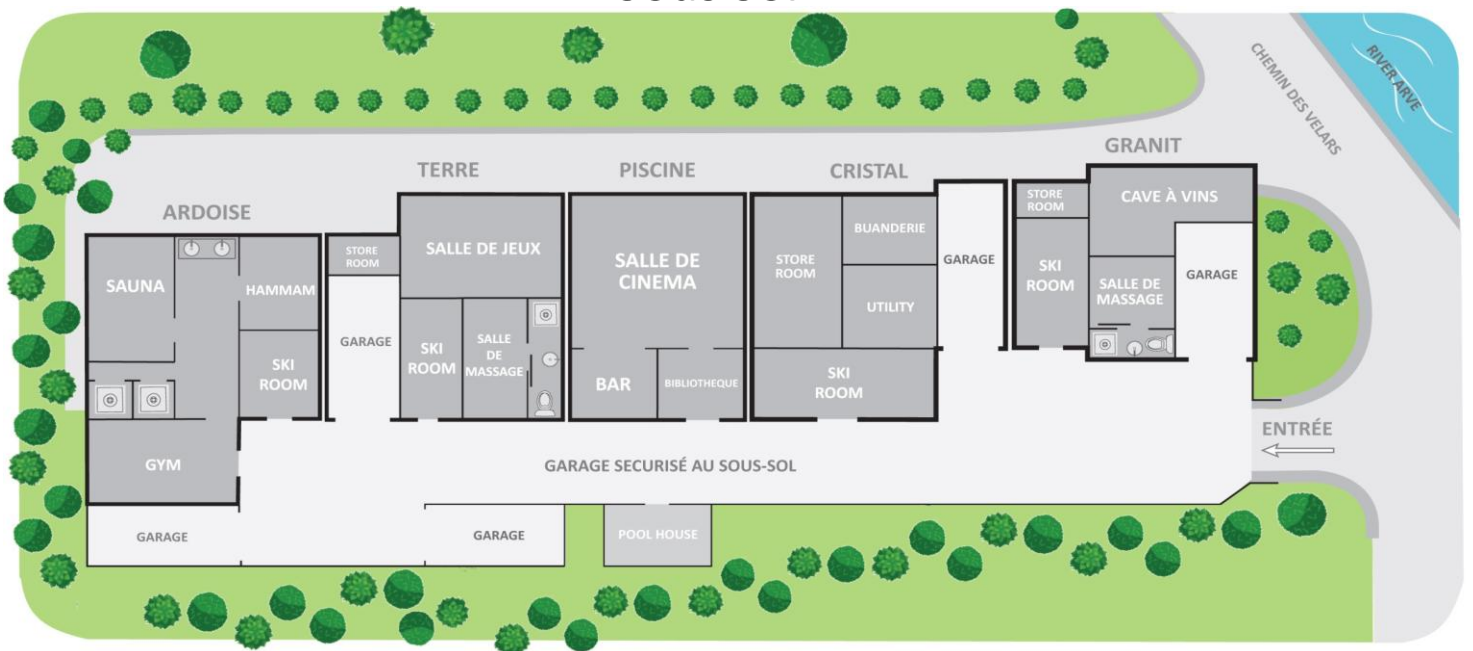 CHEMIN DES VELARS
RIVER ARVE
GRANIT
TERRE
PISCINE
CRISTAL
ARDOISE
SAUNA
HAMMAM
SKI
ROOM
GYM
GARAGE
STORE
ROOM
SALLE DE JEUX
GARAGE
SKI
ROOM
SALLE
DE
MASSAGE
SALLE DE
CINEMA
BAR
BIBLIOTHEQUE
STORE
ROOM
BUANDERIE
UTILITY
SKI
ROOM
GARAGE
STORE
ROOM
CAVE À VINS
SKI
ROOM
SALLE DE
MASSAGE
GARAGE
ENTRÉE
GARAGE SECURISÉ AU SOUS-SOL
GARAGE
POOL HOUSE